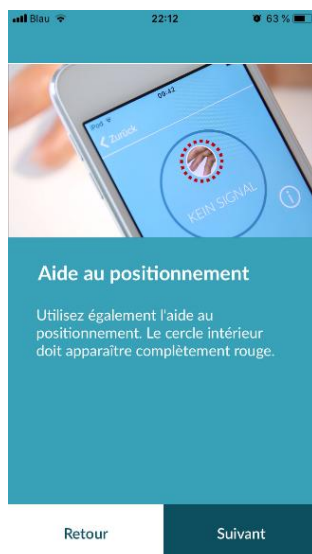 Blau 22:12 63 %
iPod 09:42
Zurück
KEIN SIGNAL
i
Aide au positionnement
Utilisez également l'aide au
positionnement. Le cercle intérieur
doit apparaître complètement rouge.
Retour Suivant